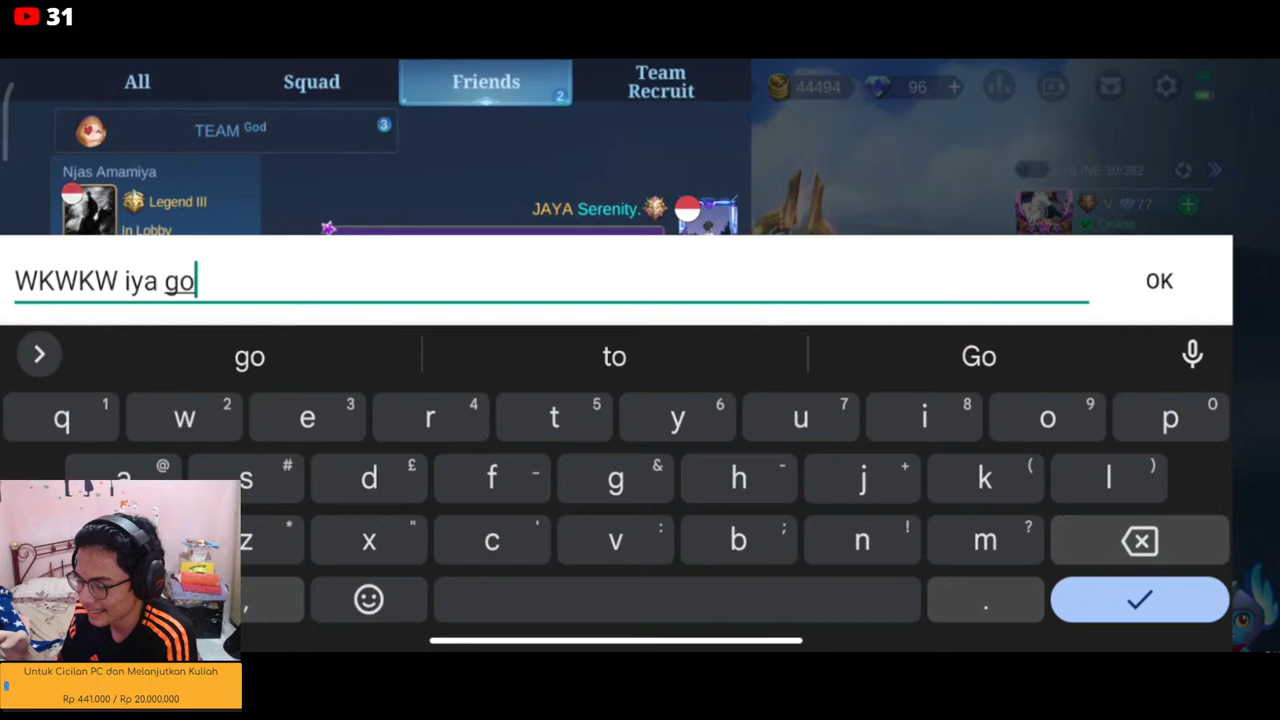 31
All
Squad
Friends
2
Team
Recruit
44494
96
TEAM God
3
Njas Amamiya
Legend III
In Lobby
JAYA Serenity.
V
77
Online
WKWKW iya go
OK
go
to
Go
q 1 w 2 e 3 r 4 t 5 y 6 u 7 i 8 o 9 p 0
@ s # d £ f _ g & h - j + k ( l )
z * x " c ' v : b ; n ! m ?
, .
Untuk Cicilan PC dan Melanjutkan Kuliah
Rp 441.000 / Rp 20.000.000